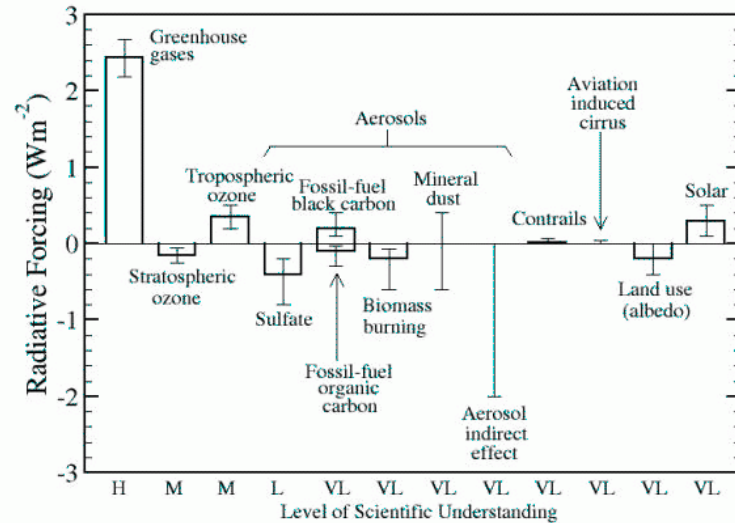 3
2
1
0
-1
-2
-3
Radiative Forcing (Wm-2)
Greenhouse
gases
Stratospheric
ozone
Tropospheric
ozone
Aerosols
Sulfate
Fossil-fuel
black carbon
Fossil-fuel
organic
carbon
Biomass
burning
Mineral
dust
Aerosol
indirect
effect
Contrails
Aviation
induced
cirrus
Land use
(albedo)
Solar
H M M L VL VL VL VL VL VL VL VL
Level of Scientific Understanding